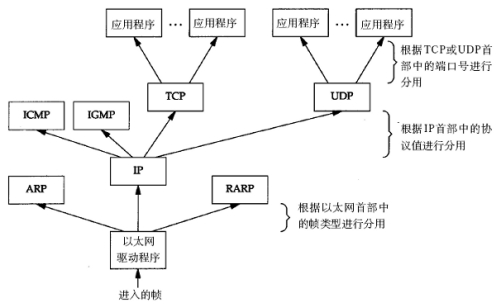 应用程序 … 应用程序 应用程序 … 应用程序
根据TCP或UDP首
部中的端口号进行
分用
TCP UDP
ICMP IGMP
根据IP首部中的协
议值进行分用
IP
ARP RARP
根据以太网首部中
的帧类型进行分用
以太网
驱动程序
进入的帧